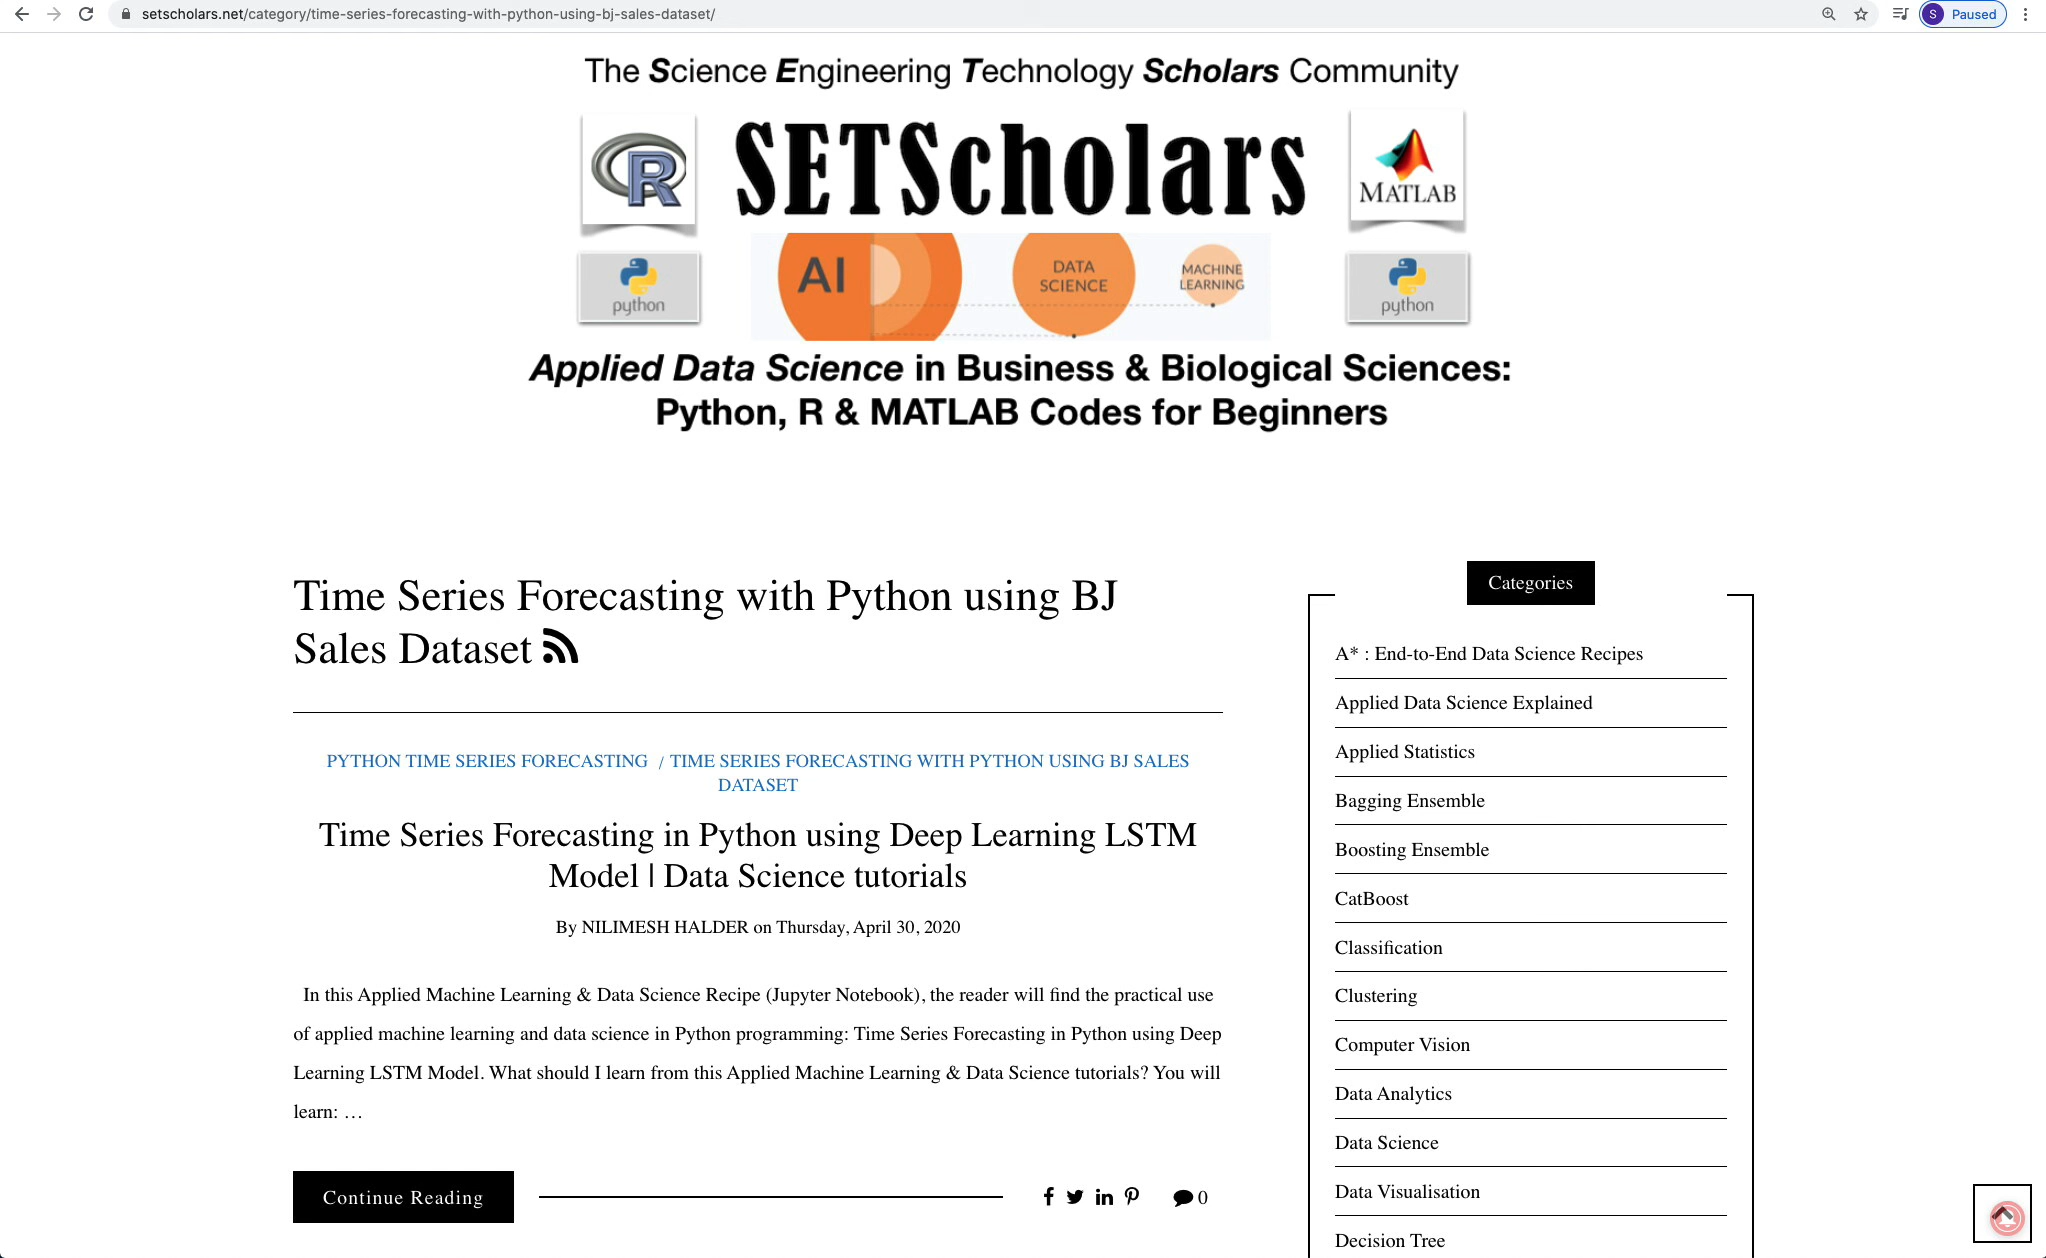 setscholars.net/category/time-series-forecasting-with-python-using-bj-sales-dataset/
S Paused
The Science Engineering Technology Scholars Community
R
SETScholars
MATLAB
python
AI
DATA
SCIENCE
MACHINE
LEARNING
python
Applied Data Science in Business & Biological Sciences:
Python, R & MATLAB Codes for Beginners
Time Series Forecasting with Python using BJ
Sales Dataset
PYTHON TIME SERIES FORECASTING / TIME SERIES FORECASTING WITH PYTHON USING BJ SALES
DATASET
Time Series Forecasting in Python using Deep Learning LSTM
Model | Data Science tutorials
By NILIMESH HALDER on Thursday, April 30, 2020
In this Applied Machine Learning & Data Science Recipe (Jupyter Notebook), the reader will find the practical use
of applied machine learning and data science in Python programming: Time Series Forecasting in Python using Deep
Learning LSTM Model. What should I learn from this Applied Machine Learning & Data Science tutorials? You will
learn: …
Continue Reading
0
Categories
A* : End-to-End Data Science Recipes
Applied Data Science Explained
Applied Statistics
Bagging Ensemble
Boosting Ensemble
CatBoost
Classification
Clustering
Computer Vision
Data Analytics
Data Science
Data Visualisation
Decision Tree